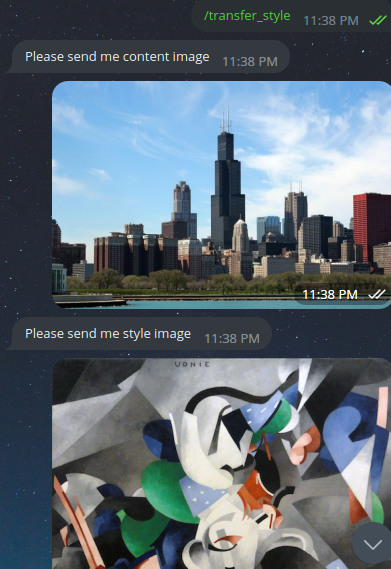 /transfer_style 11:38 PM
Please send me content image 11:38 PM
11:38 PM
Please send me style image 11:38 PM
UDNIE